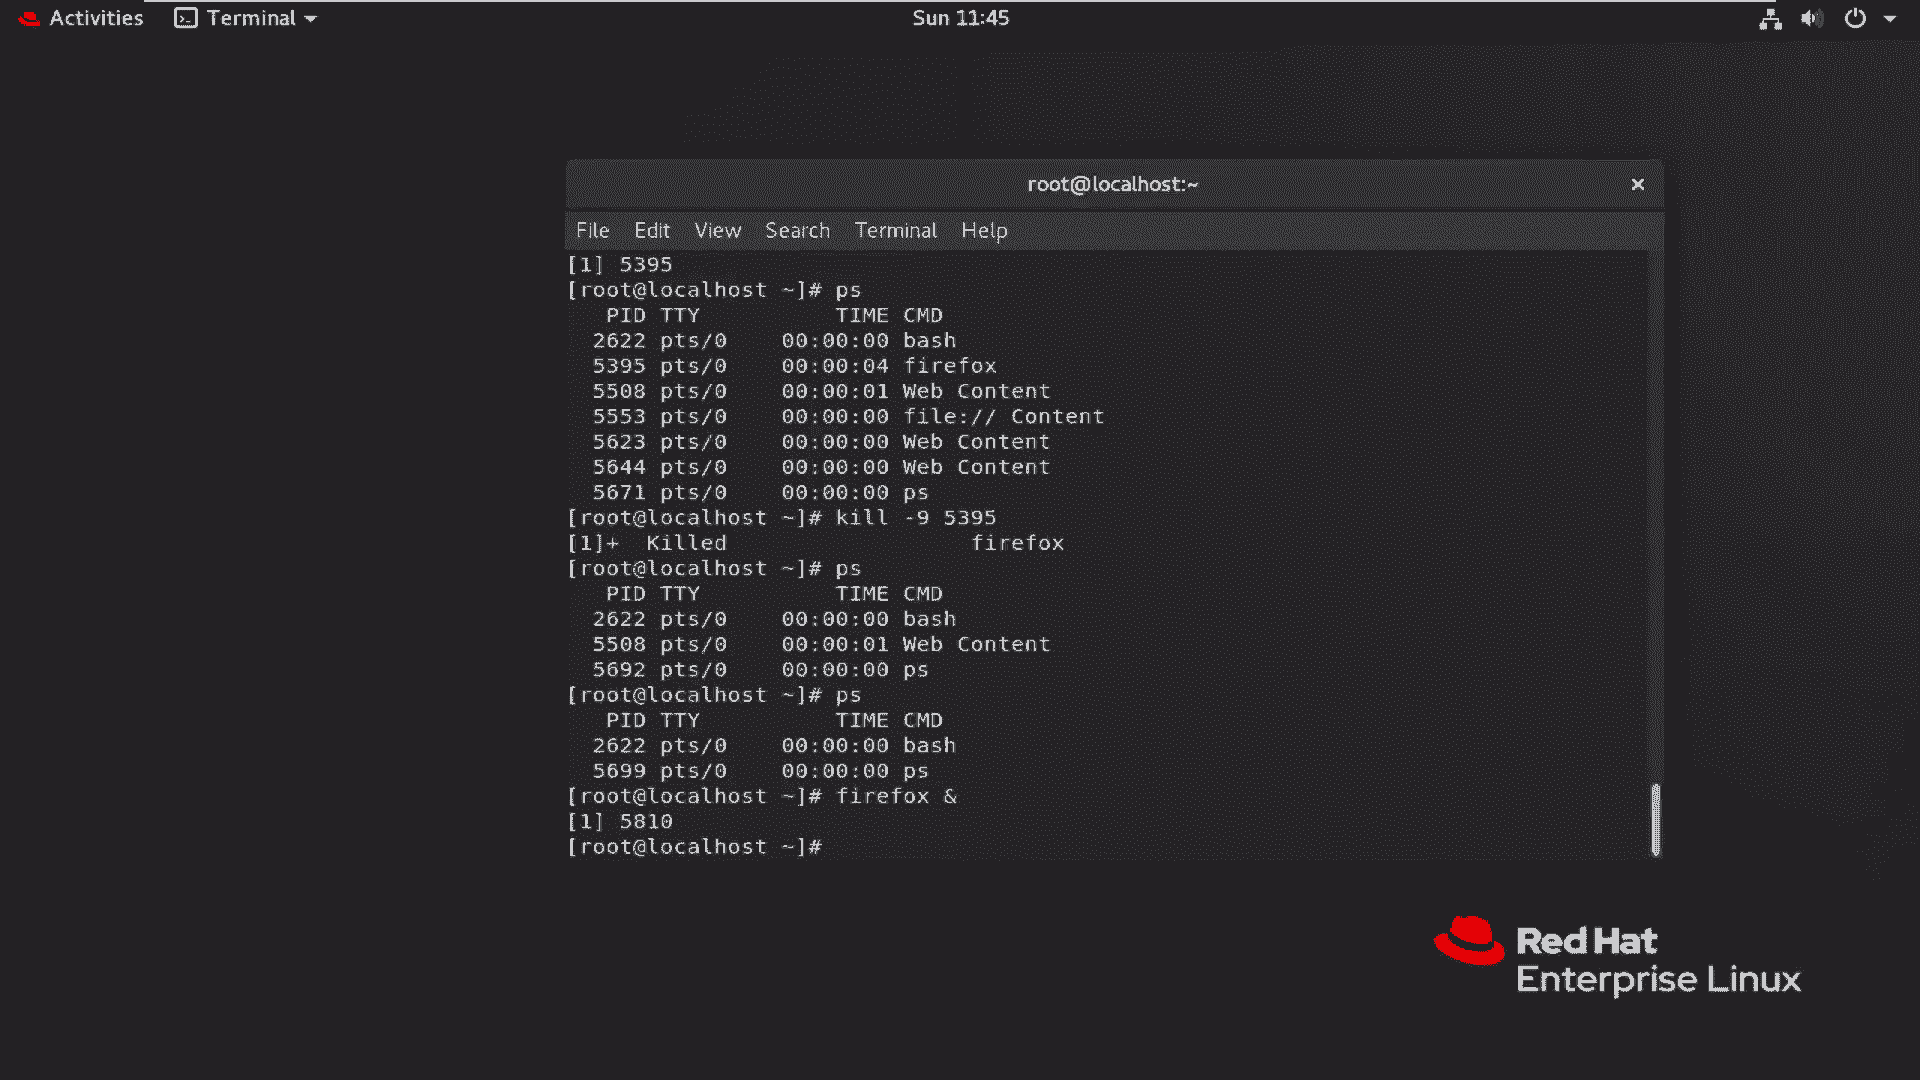 Activities Terminal Sun 11:45
root@localhost:~
File Edit View Search Terminal Help
[1] 5395
[root@localhost ~]# ps
PID TTY TIME CMD
2622 pts/0 00:00:00 bash
5395 pts/0 00:00:04 firefox
5508 pts/0 00:00:01 Web Content
5553 pts/0 00:00:00 file:// Content
5623 pts/0 00:00:00 Web Content
5644 pts/0 00:00:00 Web Content
5671 pts/0 00:00:00 ps
[root@localhost ~]# kill -9 5395
[1]+ Killed firefox
[root@localhost ~]# ps
PID TTY TIME CMD
2622 pts/0 00:00:00 bash
5508 pts/0 00:00:01 Web Content
5692 pts/0 00:00:00 ps
[root@localhost ~]# ps
PID TTY TIME CMD
2622 pts/0 00:00:00 bash
5699 pts/0 00:00:00 ps
[root@localhost ~]# firefox &
[1] 5810
[root@localhost ~]#
Red Hat
Enterprise Linux